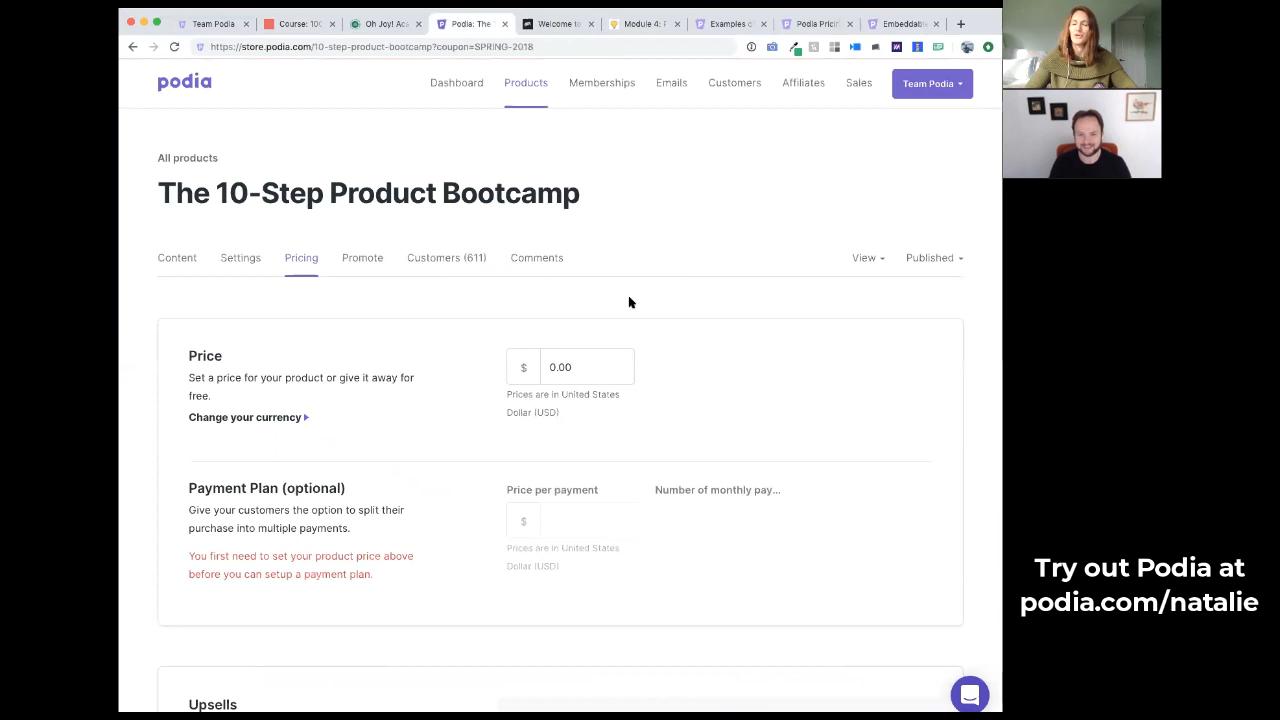 Team Podia
Course: 10
Oh Joy! Ac
Podia: The
Welcome to
Module 4: F
Examples o
Podia Pricin
Embeddable
https://store.podia.com/10-step-product-bootcamp?coupon=SPRING-2018
podia
Dashboard
Products
Memberships
Emails
Customers
Affiliates
Sales
Team Podia
All products
The 10-Step Product Bootcamp
Content
Settings
Pricing
Promote
Customers (611)
Comments
View
Published
Price
Set a price for your product or give it away for
free.
Change your currency
$
0.00
Prices are in United States
Dollar (USD)
Payment Plan (optional)
Give your customers the option to split their
purchase into multiple payments.
You first need to set your product price above
before you can setup a payment plan.
Price per payment
Number of monthly pay...
$
Prices are in United States
Dollar (USD)
Upsells
Try out Podia at
podia.com/natalie